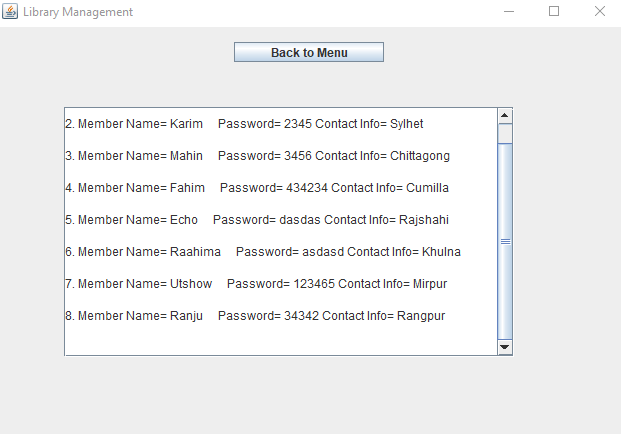 Library Management
Back to Menu
2. Member Name= Karim Password= 2345 Contact Info= Sylhet
3. Member Name= Mahin Password= 3456 Contact Info= Chittagong
4. Member Name= Fahim Password= 434234 Contact Info= Cumilla
5. Member Name= Echo Password= dasdas Contact Info= Rajshahi
6. Member Name= Raahima Password= asdasd Contact Info= Khulna
7. Member Name= Utshow Password= 123465 Contact Info= Mirpur
8. Member Name= Ranju Password= 34342 Contact Info= Rangpur